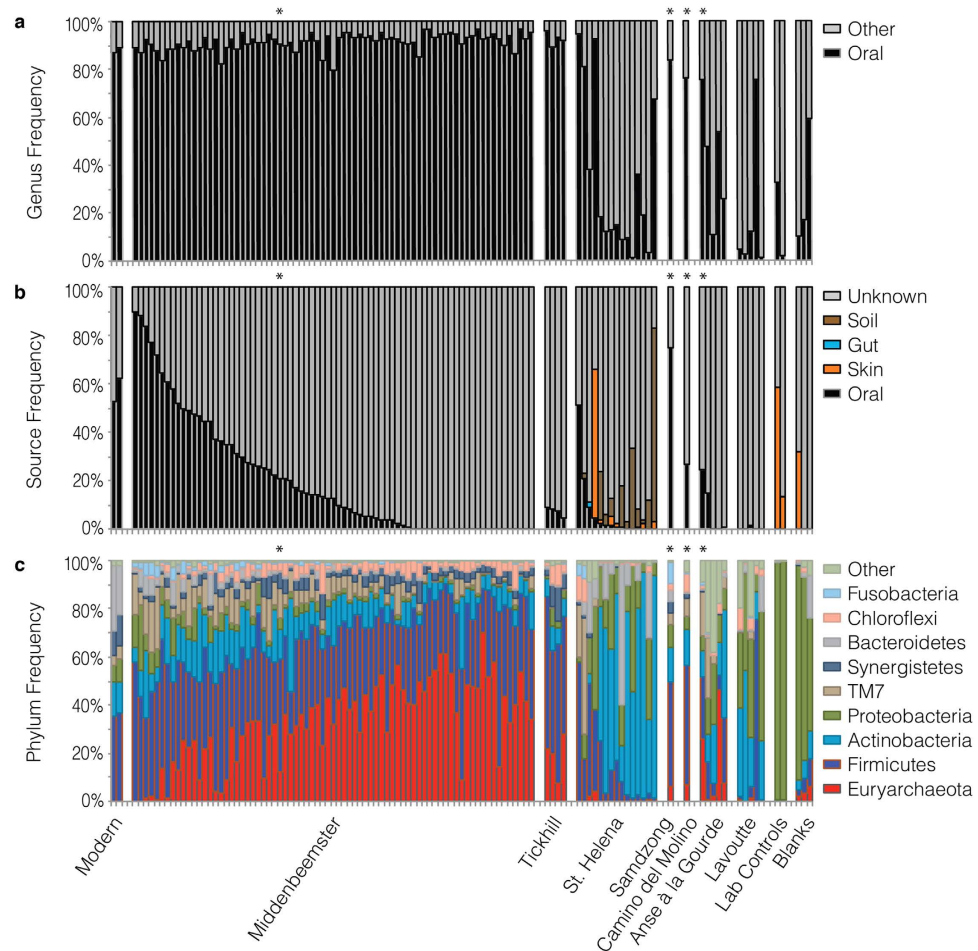 a
* * * *
100%
80%
60%
40%
20%
0%
Genus Frequency
Other
Oral
b
* * * *
100%
80%
60%
40%
20%
0%
Source Frequency
Unknown
Soil
Gut
Skin
Oral
c
* * * *
100%
80%
60%
40%
20%
0%
Phylum Frequency
Other
Fusobacteria
Chloroflexi
Bacteroidetes
Synergistetes
TM7
Proteobacteria
Actinobacteria
Firmicutes
Euryarchaeota
Modern
Middenbeemster
Tickhill
St. Helena
Samdzong
Camino del Molino
Anse à la Gourde
Lavoutte
Lab Controls
Blanks